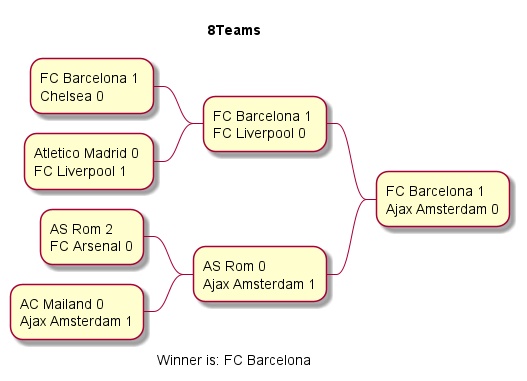 8Teams
FC Barcelona 1
Chelsea 0
Atletico Madrid 0
FC Liverpool 1
AS Rom 2
FC Arsenal 0
AC Mailand 0
Ajax Amsterdam 1
FC Barcelona 1
FC Liverpool 0
AS Rom 0
Ajax Amsterdam 1
FC Barcelona 1
Ajax Amsterdam 0
Winner is: FC Barcelona